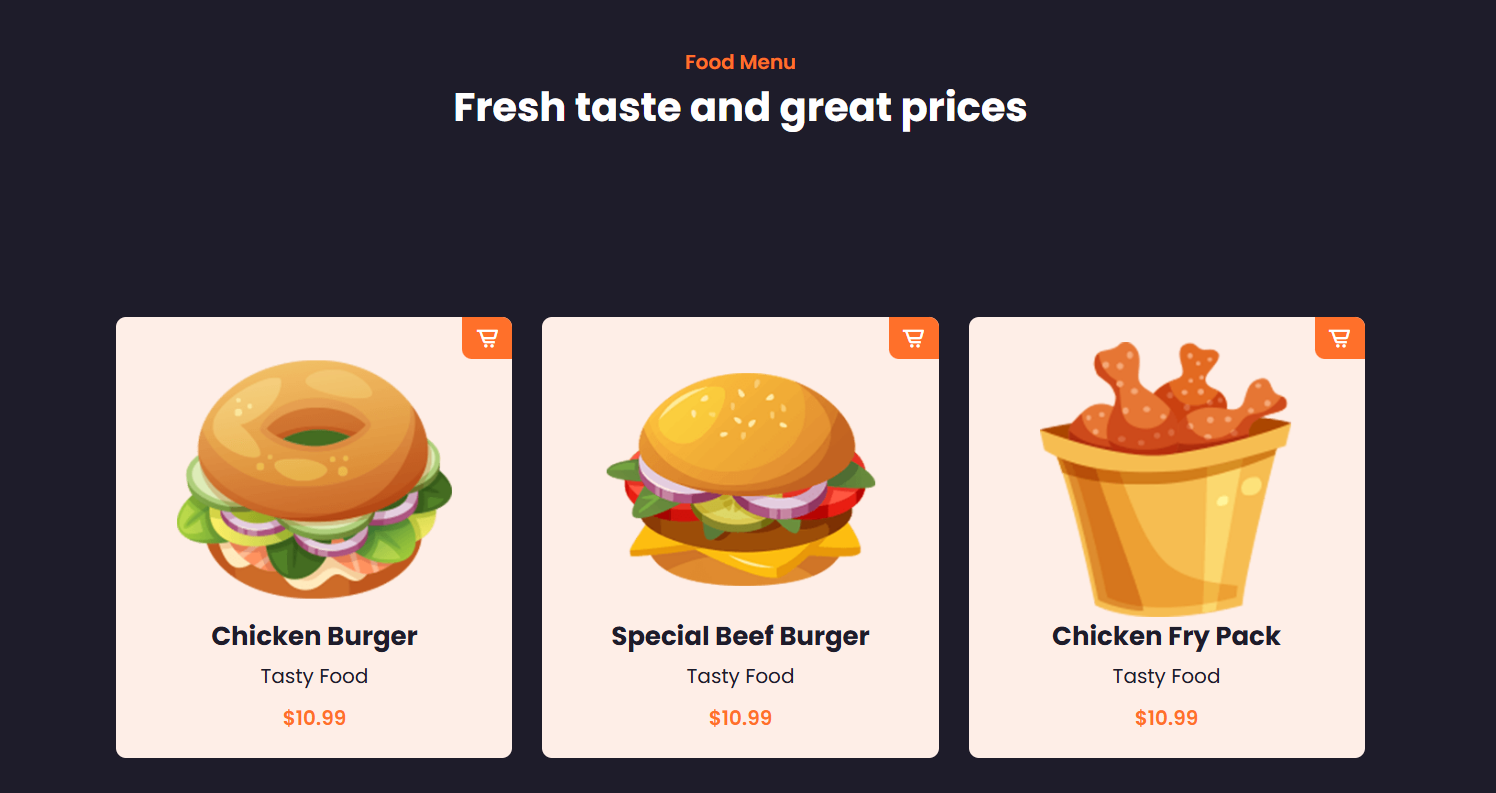 Food Menu
Fresh taste and great prices
Chicken Burger
Tasty Food
$10.99
Special Beef Burger
Tasty Food
$10.99
Chicken Fry Pack
Tasty Food
$10.99